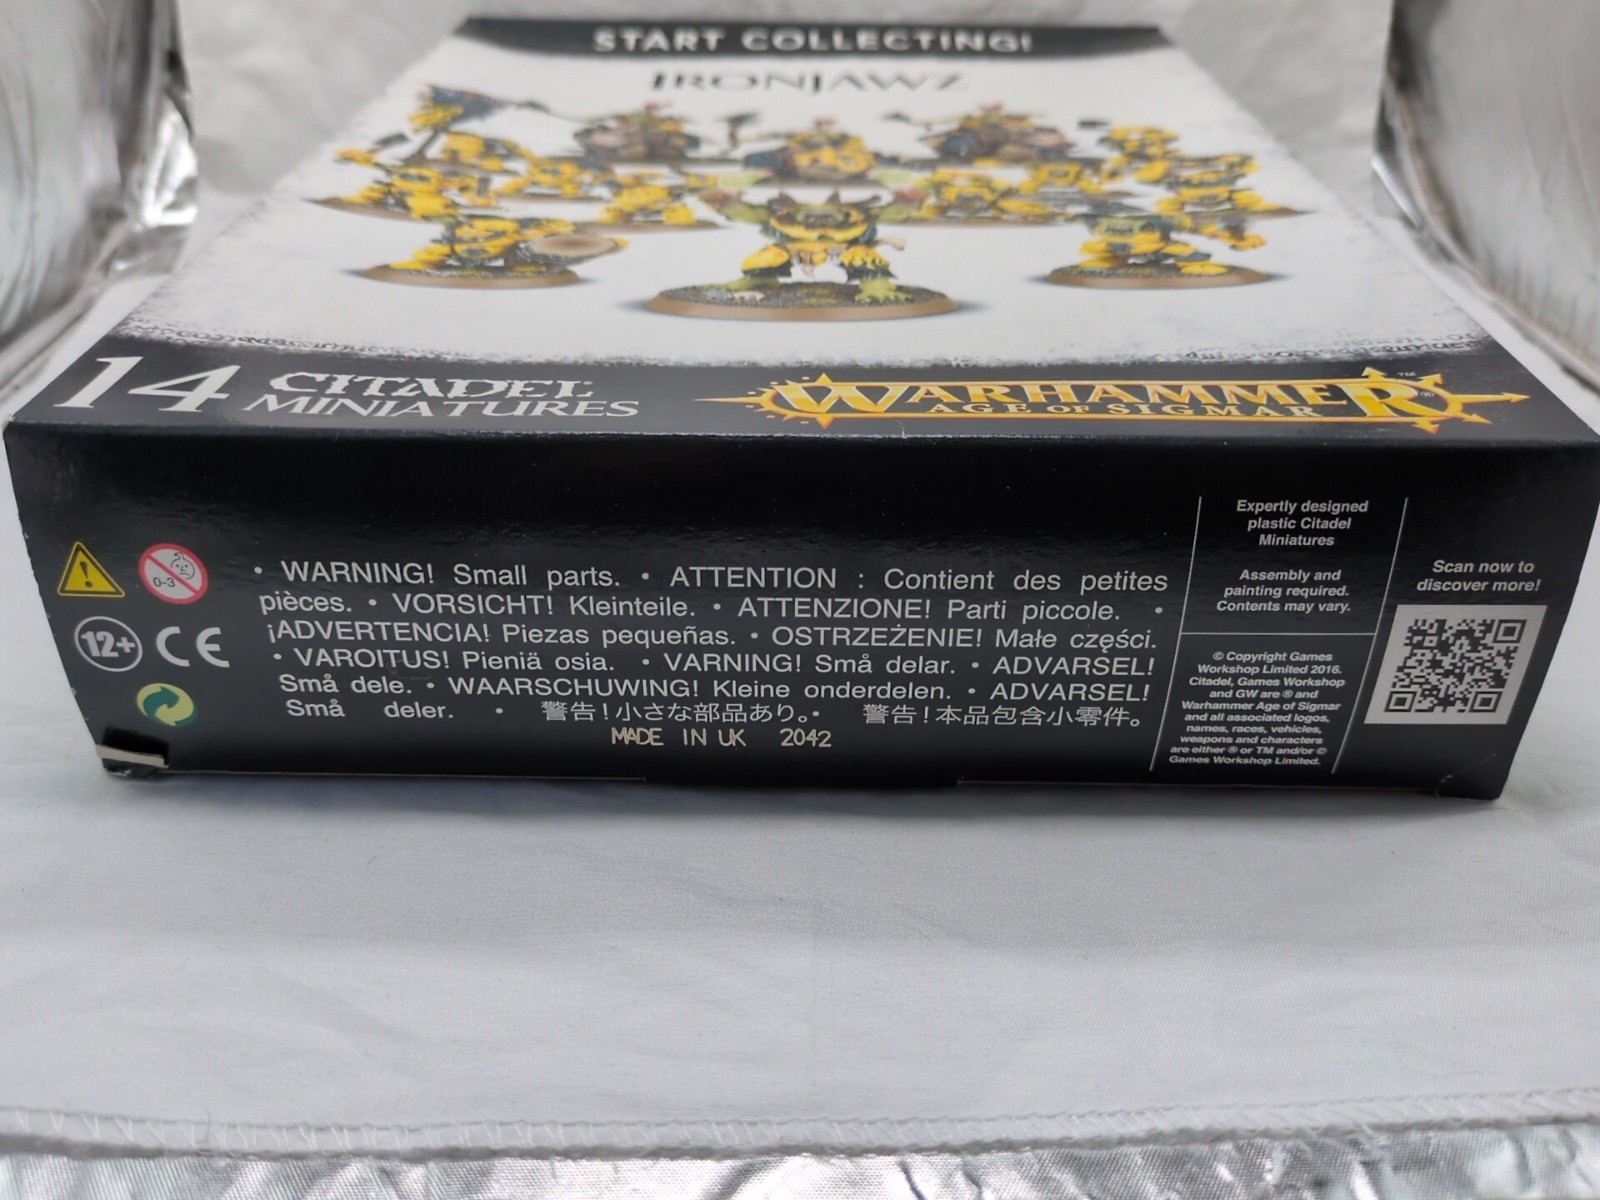 START COLLECTING!
IRONJAWZ
14 CITADEL MINIATURES
WARHAMMER
AGE OF SIGMAR
TM
®
0-3
12+
CE
• WARNING! Small parts. • ATTENTION : Contient des petites
pièces. • VORSICHT! Kleinteile. • ATTENZIONE! Parti piccole. •
¡ADVERTENCIA! Piezas pequeñas. • OSTRZEŻENIE! Małe części.
• VAROITUS! Pieniä osia. • VARNING! Små delar. • ADVARSEL!
Små dele. • WAARSCHUWING! Kleine onderdelen. • ADVARSEL!
Små deler. • 警告！小さな部品あり。• 警告！本品包含小零件。
MADE IN UK 2042
Expertly designed
plastic Citadel
Miniatures
Assembly and
painting required.
Contents may vary.
© Copyright Games
Workshop Limited 2016.
Citadel, Games Workshop
and GW are ® and
Warhammer Age of Sigmar
and all associated logos,
names, races, vehicles,
weapons and characters
are either ® or TM and/or ©
Games Workshop Limited.
Scan now to
discover more!